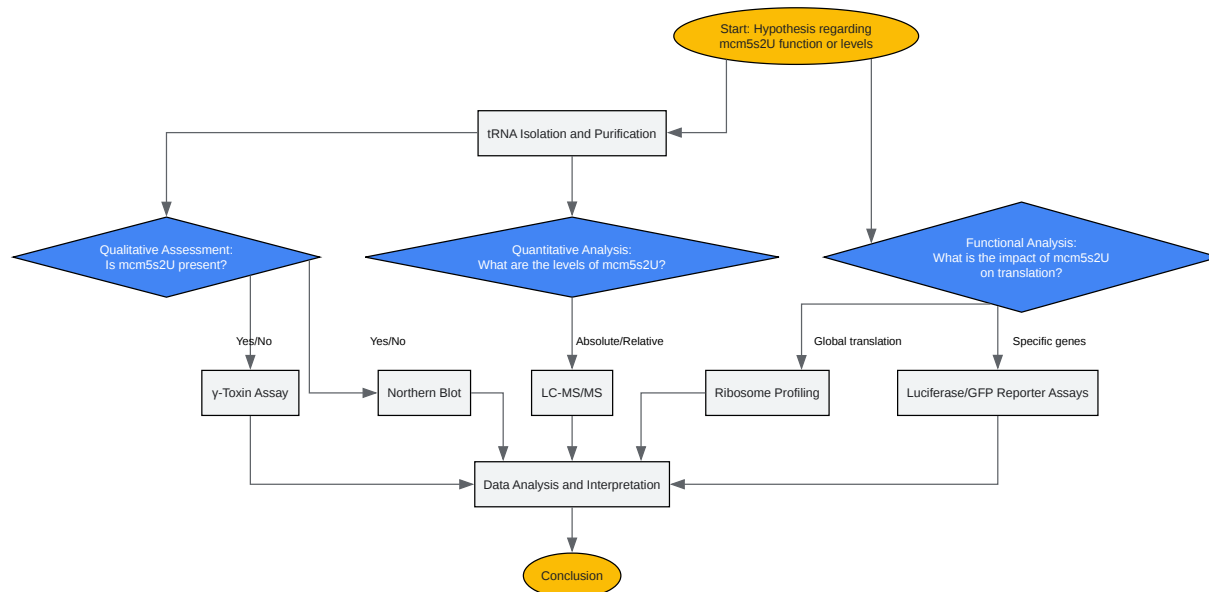 Start: Hypothesis regarding
mcm5s2U function or levels
tRNA Isolation and Purification
Qualitative Assessment:
Is mcm5s2U present?
Quantitative Analysis:
What are the levels of mcm5s2U?
Functional Analysis:
What is the impact of mcm5s2U
on translation?
Yes/No
Yes/No
Absolute/Relative
Global translation
Specific genes
γ-Toxin Assay
Northern Blot
LC-MS/MS
Ribosome Profiling
Luciferase/GFP Reporter Assays
Data Analysis and Interpretation
Conclusion